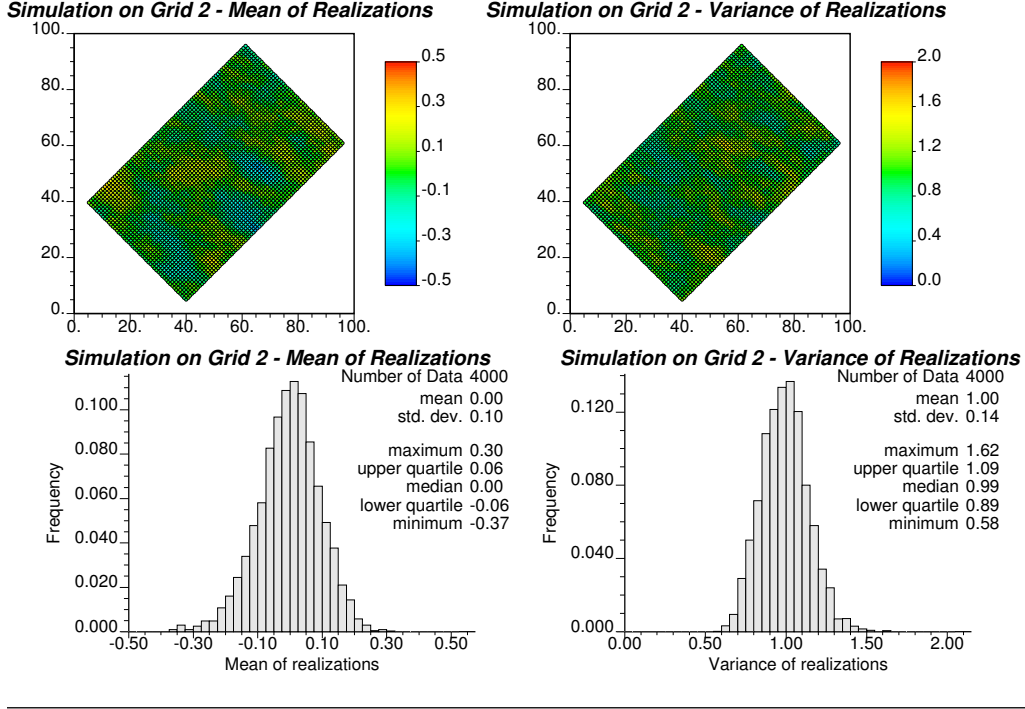 Simulation on Grid 2 - Mean of Realizations
100.
80.
60.
40.
20.
0.
0. 20. 40. 60. 80. 100.
0.5
0.3
0.1
-0.1
-0.3
-0.5
Simulation on Grid 2 - Variance of Realizations
100.
80.
60.
40.
20.
0.
0. 20. 40. 60. 80. 100.
2.0
1.6
1.2
0.8
0.4
0.0
Simulation on Grid 2 - Mean of Realizations
Number of Data 4000
mean 0.00
std. dev. 0.10
maximum 0.30
upper quartile 0.06
median 0.00
lower quartile -0.06
minimum -0.37
Frequency
0.100
0.080
0.060
0.040
0.020
0.000
-0.50 -0.30 -0.10 0.10 0.30 0.50
Mean of realizations
Simulation on Grid 2 - Variance of Realizations
Number of Data 4000
mean 1.00
std. dev. 0.14
maximum 1.62
upper quartile 1.09
median 0.99
lower quartile 0.89
minimum 0.58
Frequency
0.120
0.080
0.040
0.000
0.00 0.50 1.00 1.50 2.00
Variance of realizations